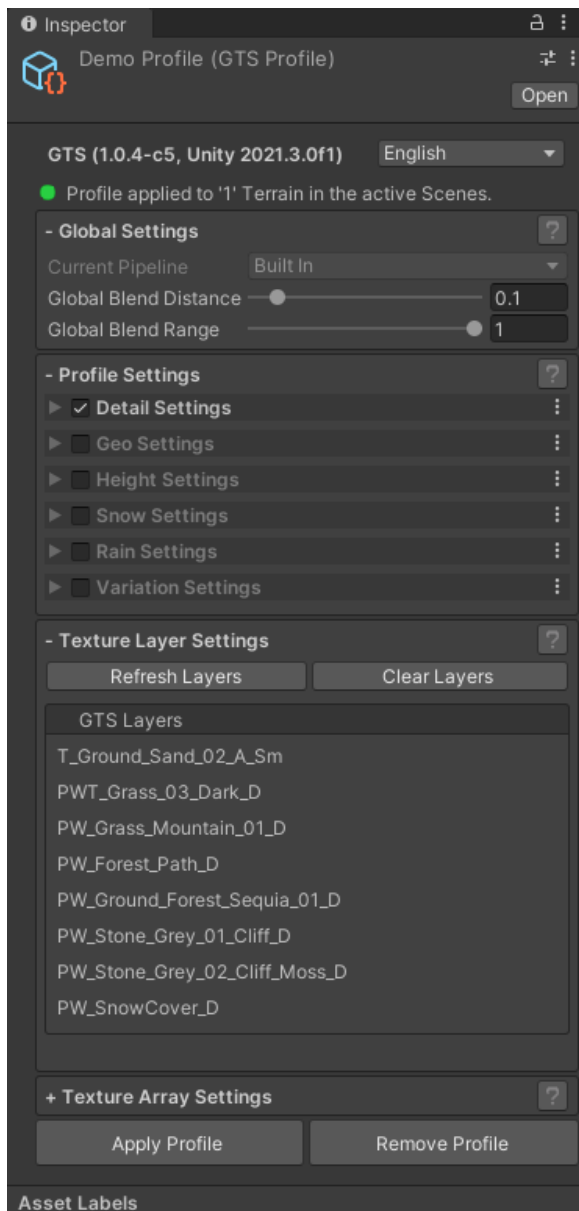 Inspector
Demo Profile (GTS Profile)
Open
GTS (1.0.4-c5, Unity 2021.3.0f1) English
Profile applied to '1' Terrain in the active Scenes.
- Global Settings ?
Current Pipeline Built In
Global Blend Distance 0.1
Global Blend Range 1
- Profile Settings ?
Detail Settings
Geo Settings
Height Settings
Snow Settings
Rain Settings
Variation Settings
- Texture Layer Settings ?
Refresh Layers Clear Layers
GTS Layers
T_Ground_Sand_02_A_Sm
PWT_Grass_03_Dark_D
PW_Grass_Mountain_01_D
PW_Forest_Path_D
PW_Ground_Forest_Sequia_01_D
PW_Stone_Grey_01_Cliff_D
PW_Stone_Grey_02_Cliff_Moss_D
PW_SnowCover_D
+ Texture Array Settings ?
Apply Profile Remove Profile
Asset Labels